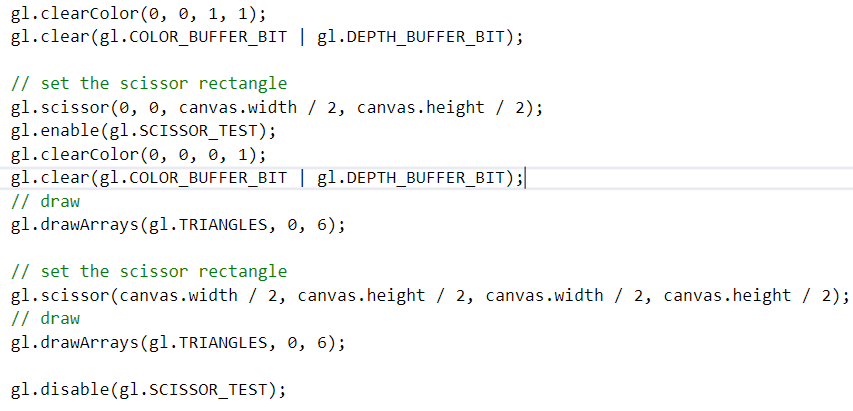 gl.clearColor(0, 0, 1, 1);
gl.clear(gl.COLOR_BUFFER_BIT | gl.DEPTH_BUFFER_BIT);
// set the scissor rectangle
gl.scissor(0, 0, canvas.width / 2, canvas.height / 2);
gl.enable(gl.SCISSOR_TEST);
gl.clearColor(0, 0, 0, 1);
gl.clear(gl.COLOR_BUFFER_BIT | gl.DEPTH_BUFFER_BIT);
// draw
gl.drawArrays(gl.TRIANGLES, 0, 6);
// set the scissor rectangle
gl.scissor(canvas.width / 2, canvas.height / 2, canvas.width / 2, canvas.height / 2);
// draw
gl.drawArrays(gl.TRIANGLES, 0, 6);
gl.disable(gl.SCISSOR_TEST);